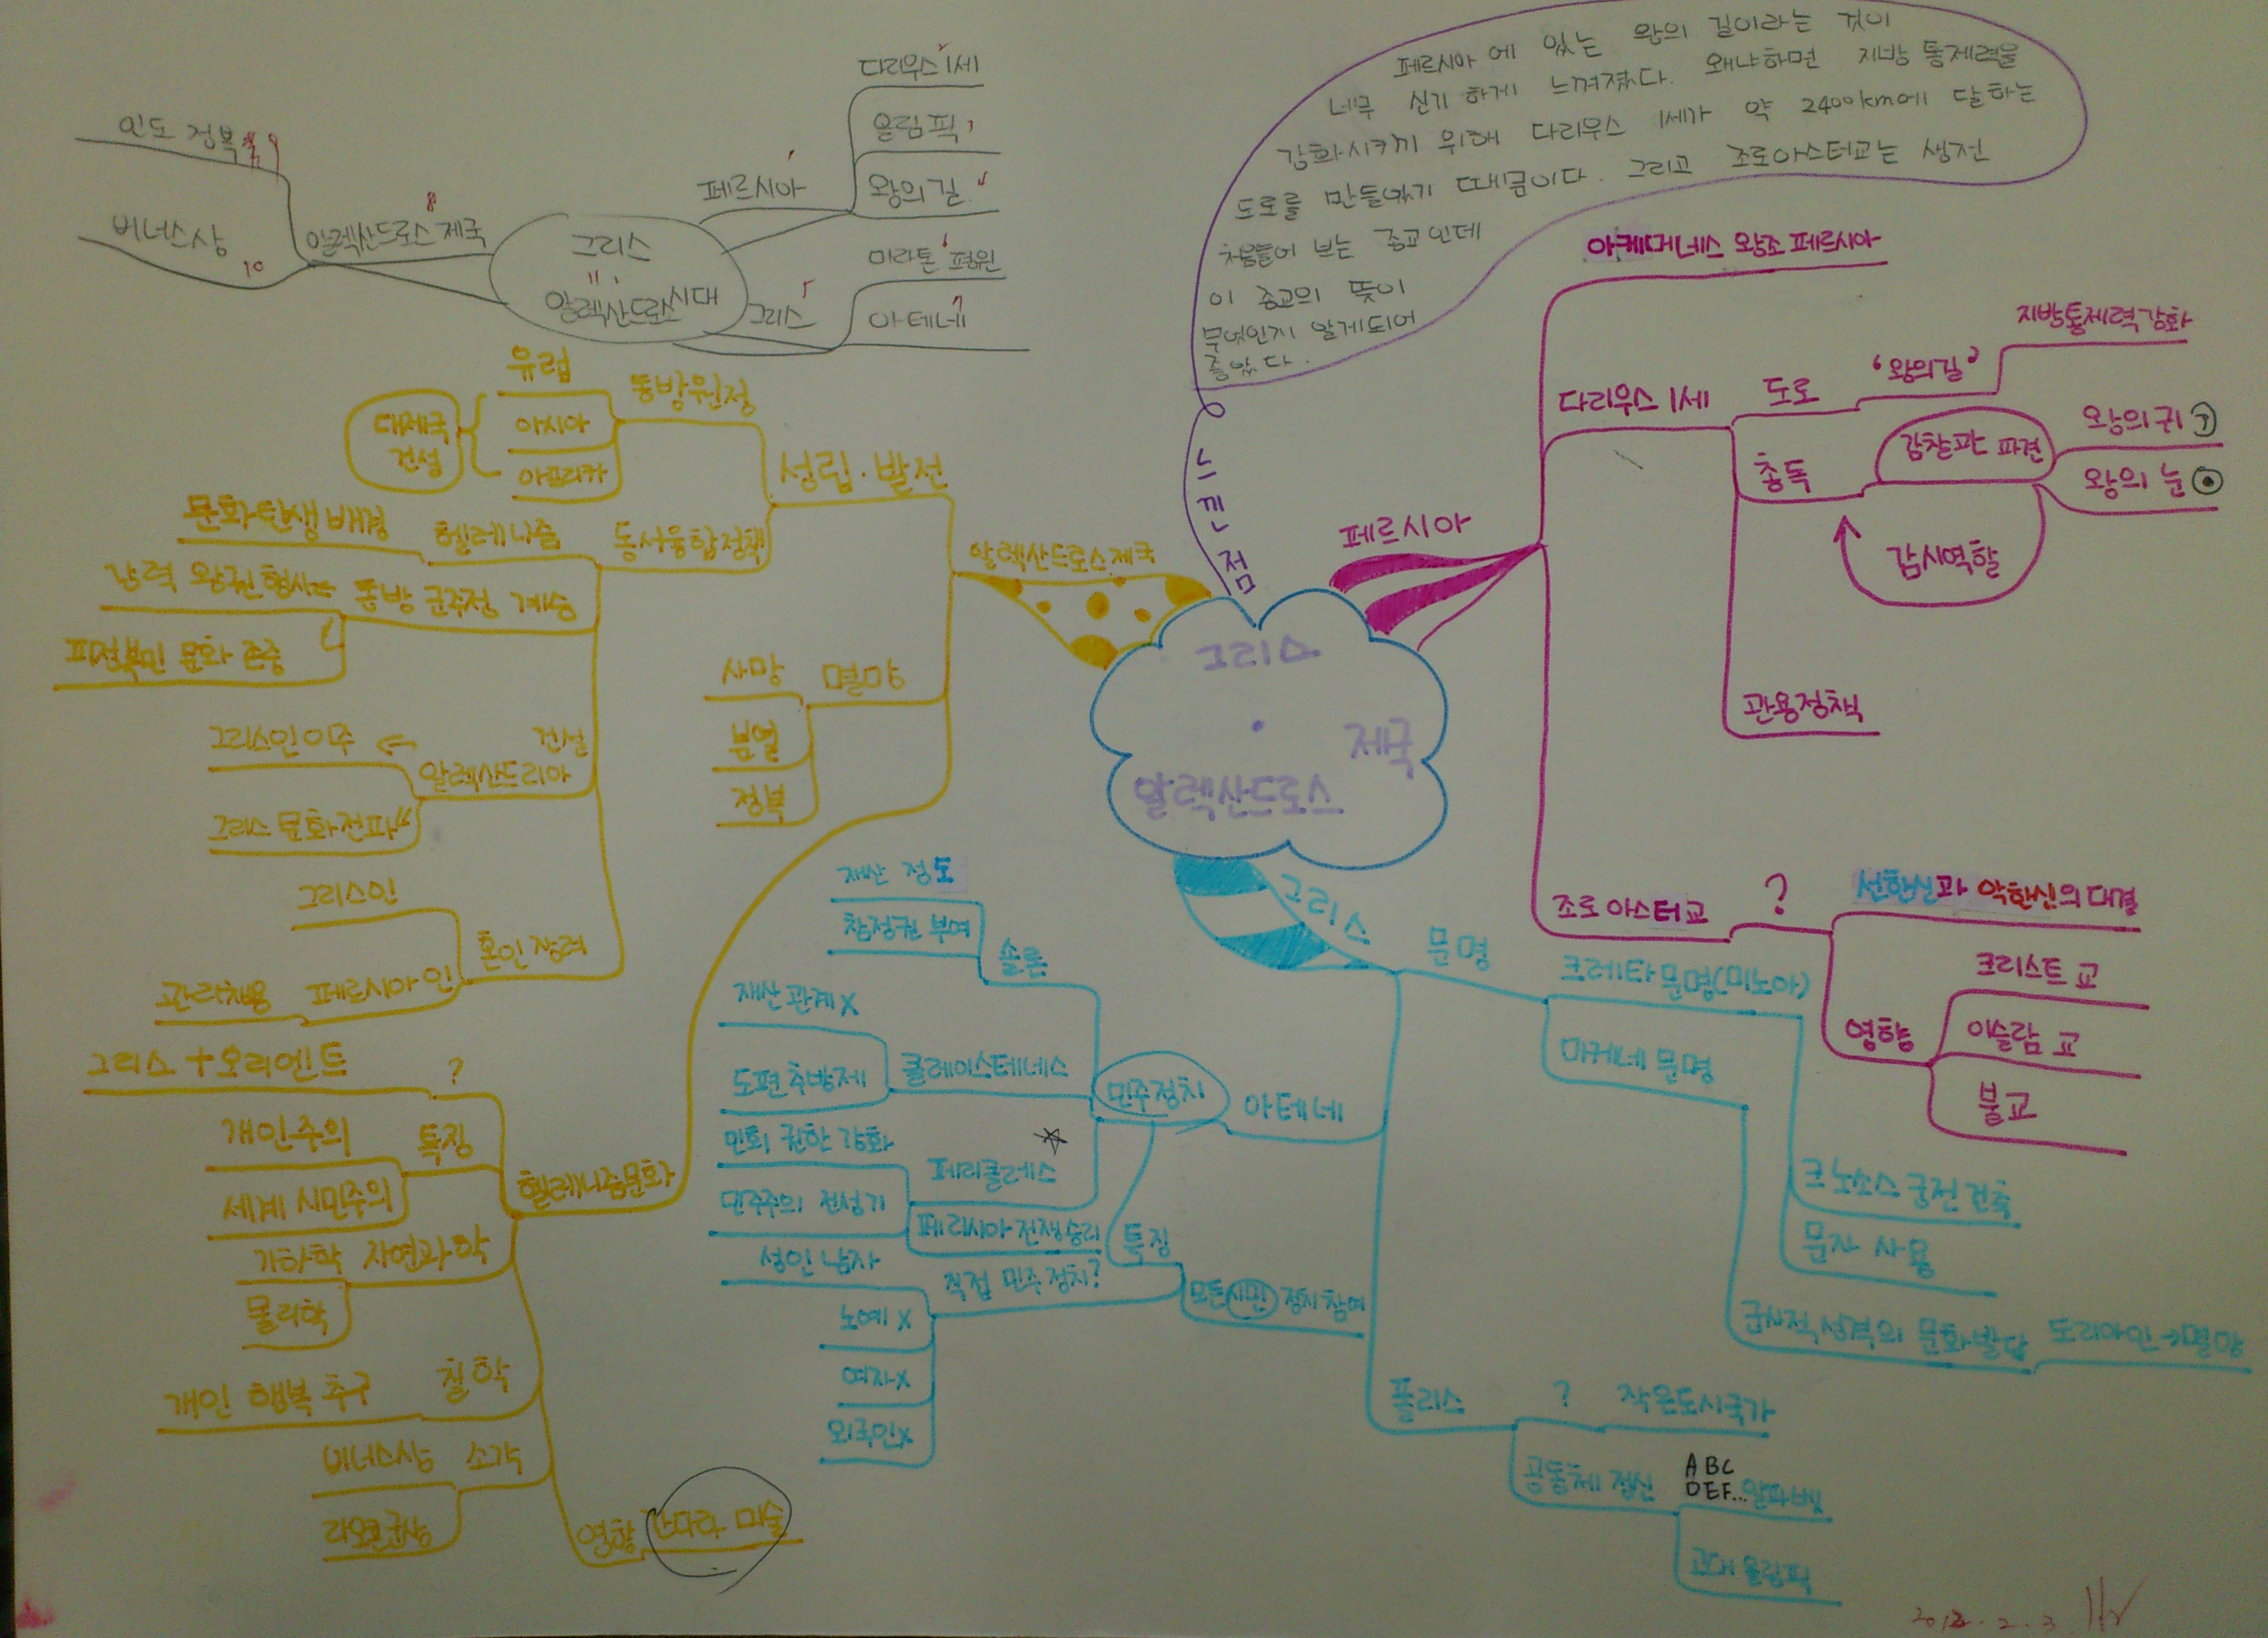 다리우스 1세
올림픽
왕의 길
페르시아
인도 정복
비너스상
알렉산드로스 제국
8
10
그리스
알렉산드로스 시대
그리스
마라톤 평원
아테네
페르시아에 있는 왕의 길이라는 것이
너무 신기하게 느껴졌다. 왜냐하면 지방 통제력을
강화시키기 위해 다리우스 1세가 약 2400km에 달하는
도로를 만들었기 때문이다. 그리고 조로아스터교는 생전
처음들어 보는 종교인데
이 종교의 뜻이
무엇인지 알게되어
좋았다.
느낀점
그리스
·
알렉산드로스 제국
페르시아
아케메네스 왕조 페르시아
다리우스 1세
도로
'왕의길'
지방통제력강화
총독
감찰관 파견
왕의 귀
왕의 눈
감시역할
관용정책
조로아스터교
?
선한신과 악한신의 대결
영향
크리스트교
이슬람교
불교
그리스
문명
크레타 문명(미노아)
크노소스 궁전건축
문자 사용
미케네 문명
군사적성격의 문화발달
도리아인→멸망
아테네
민주정치
솔론
재산 정도
참정권 부여
클레이스테네스
재산관계 X
도편추방제
페리클레스
민회 권한 강화
민주주의 전성기
페리시아전쟁승리
특징
모든 시민 정치참여
직접 민주정치?
성인 남자
노예 X
여자 X
외국인 X
폴리스
?
작은도시국가
공동체 정신
ABC
DEF...알파벳
고대 올림픽
알렉산드로스제국
성립·발전
동방원정
유럽
아시아
아프리카
대제국
건설
동서융합정책
헬레니즘
문화탄생배경
동방 군주정 계승
강력 왕권형사
피정복민 문화 존중
건설
알렉산드리아
그리스인이주
그리스 문화전파
혼인장려
그리스인
페르시아인
관리채용
멸망
사망
분열
정복
헬레니즘문화
?
그리스+오리엔트
특징
개인주의
세계 시민주의
자연과학
기하학
물리학
철학
개인 행복 추구
조각
비너스상
라오콘군상
영향
간다라 미술
2012.2.3